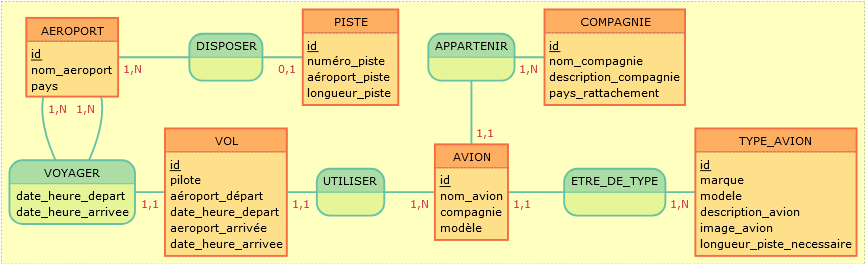 AEROPORT
id
nom_aeroport
pays
1,N
DISPOSER
0,1
PISTE
id
numéro_piste
aéroport_piste
longueur_piste
APPARTENIR
1,N
1,1
COMPAGNIE
id
nom_compagnie
description_compagnie
pays_rattachement
1,N 1,N
VOYAGER
date_heure_depart
date_heure_arrivee
1,1
VOL
id
pilote
aéroport_départ
date_heure_depart
aeroport_arrivée
date_heure_arrivee
1,1
UTILISER
1,N
AVION
id
nom_avion
compagnie
modèle
1,1
ETRE_DE_TYPE
1,N
TYPE_AVION
id
marque
modele
description_avion
image_avion
longueur_piste_necessaire